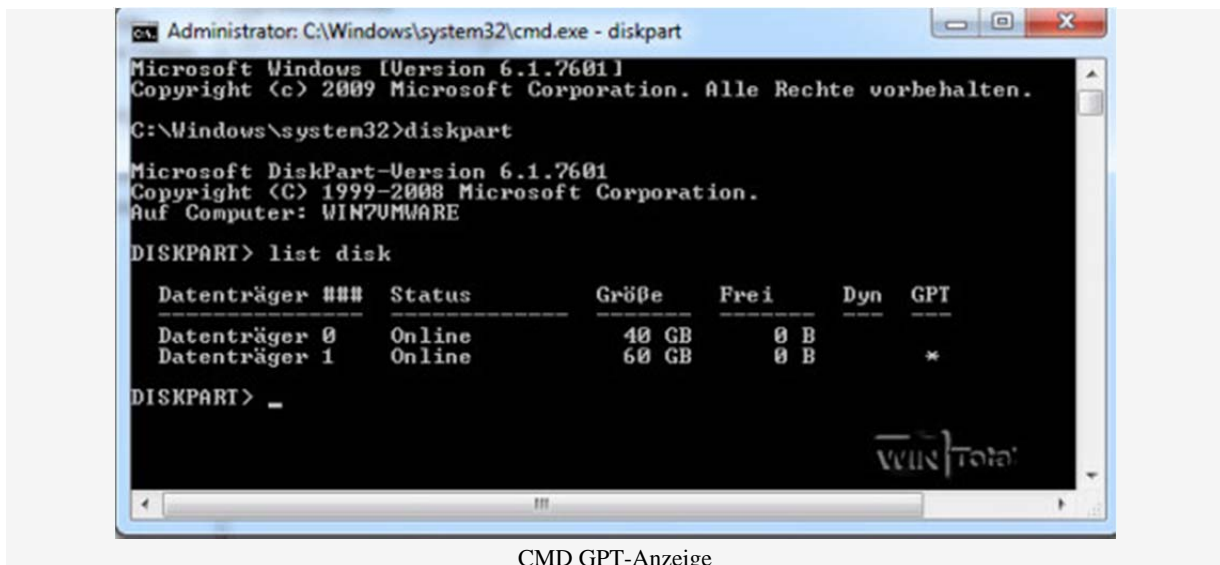 Administrator: C:\Windows\system32\cmd.exe - diskpart
Microsoft Windows [Version 6.1.7601]
Copyright (c) 2009 Microsoft Corporation. Alle Rechte vorbehalten.
C:\Windows\system32>diskpart
Microsoft DiskPart-Version 6.1.7601
Copyright (C) 1999-2008 Microsoft Corporation.
Auf Computer: WIN7VMWARE
DISKPART> list disk
Datenträger ### Status Größe Frei Dyn GPT
--------------- ------------- ------- ------- --- ---
Datenträger 0 Online 40 GB 0 B
Datenträger 1 Online 60 GB 0 B *
DISKPART> _
WIN Total
CMD GPT-Anzeige